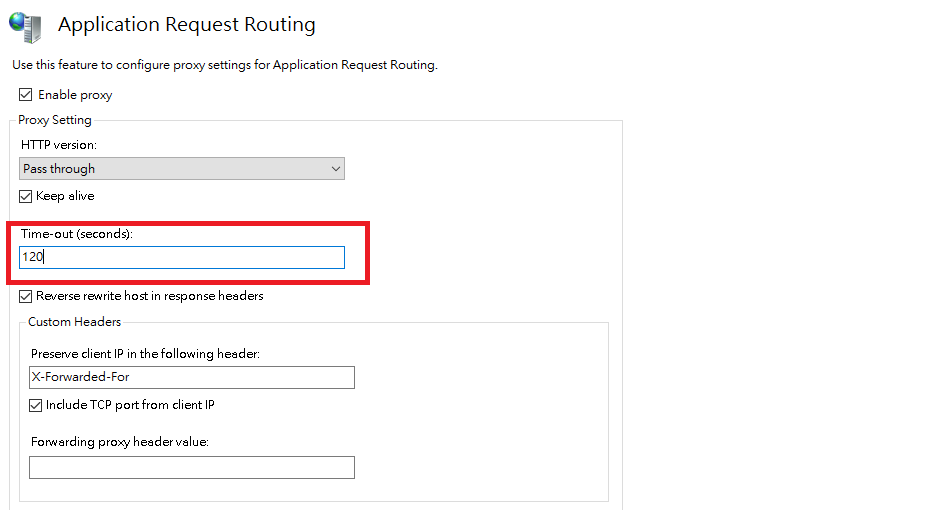 Application Request Routing
Use this feature to configure proxy settings for Application Request Routing.
Enable proxy
Proxy Setting
HTTP version:
Pass through
Keep alive
Time-out (seconds):
120
Reverse rewrite host in response headers
Custom Headers
Preserve client IP in the following header:
X-Forwarded-For
Include TCP port from client IP
Forwarding proxy header value: